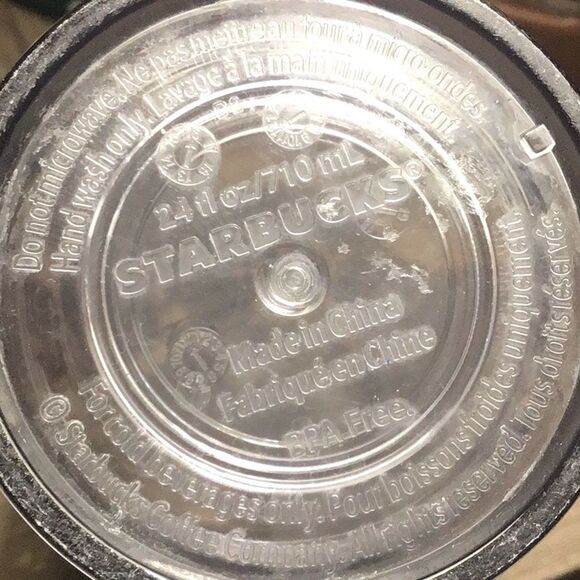 Do not microwave. Ne pas mettre au four à micro-ondes.
Hand wash only. Lavage à la main uniquement.
24 fl oz/710 mL
STARBUCKS®
Made in China
Fabriqué en Chine
BPA Free.
For cold beverages only. Pour boissons froides uniquement.
© Starbucks Coffee Company. All rights reserved. Tous droits réservés.